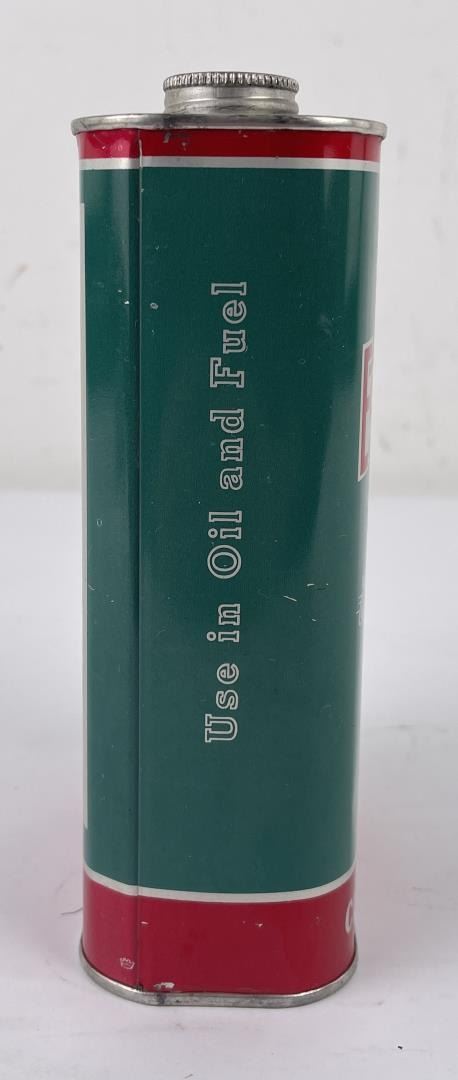 Use in Oil and Fuel